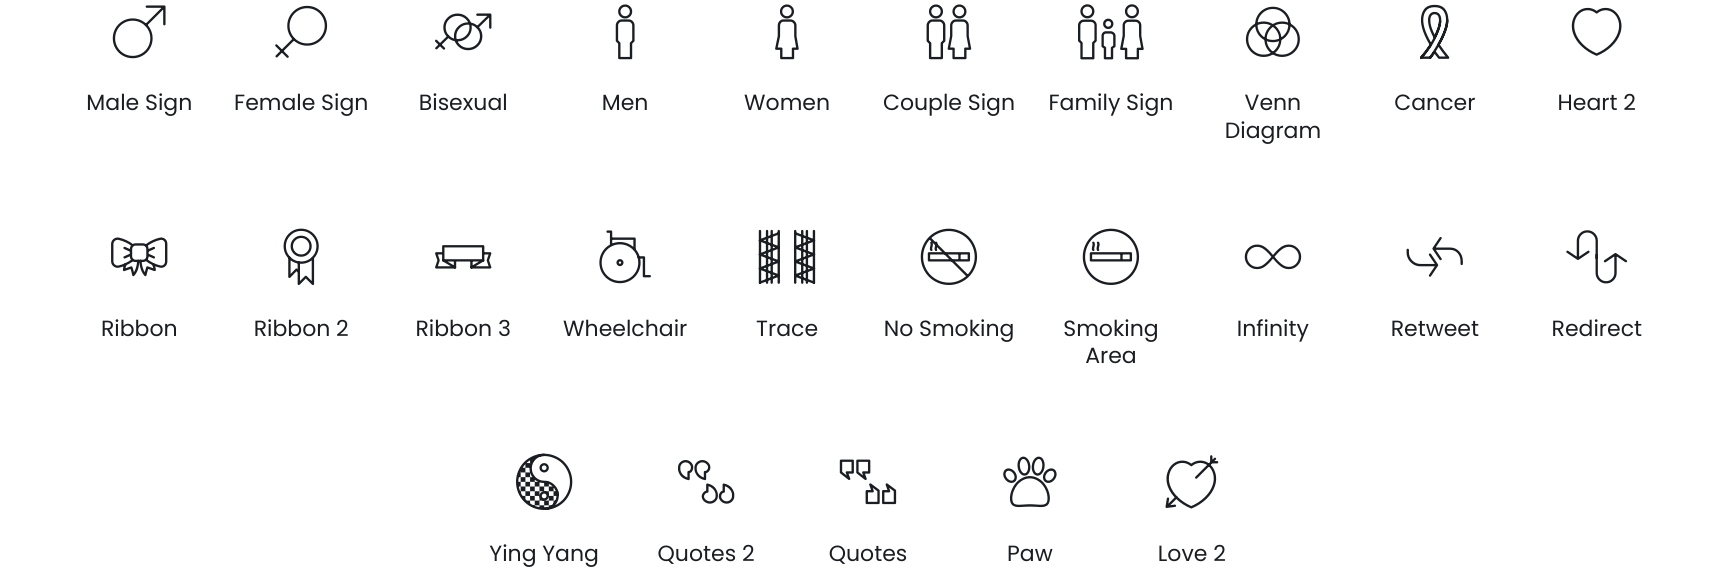 Male Sign
Female Sign
Bisexual
Men
Women
Couple Sign
Family Sign
Venn
Diagram
Cancer
Heart 2
Ribbon
Ribbon 2
Ribbon 3
Wheelchair
Trace
No Smoking
Smoking
Area
Infinity
Retweet
Redirect
Ying Yang
Quotes 2
Quotes
Paw
Love 2